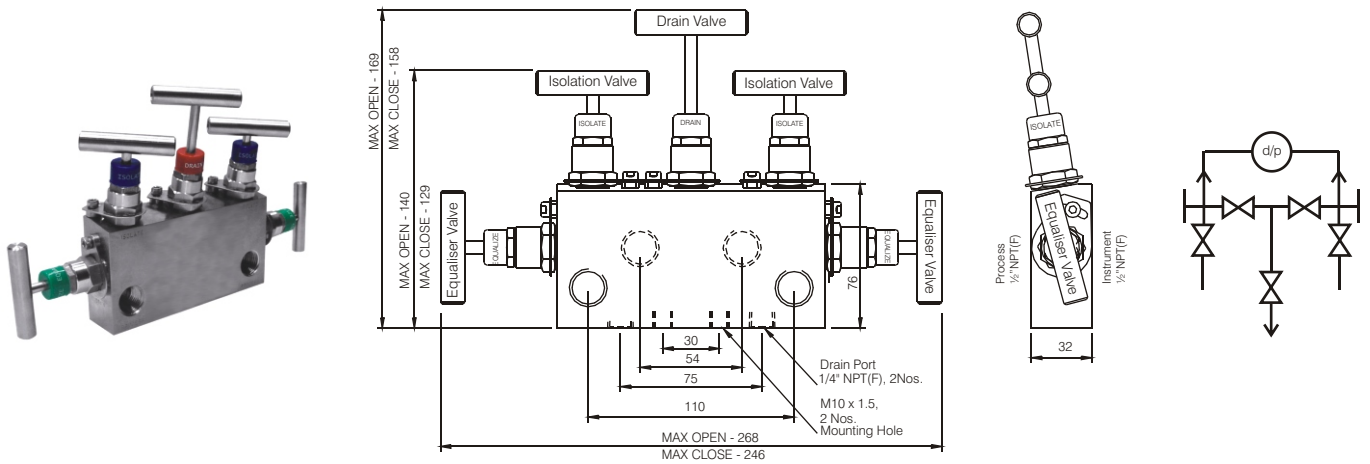 Drain Valve
Isolation Valve
Isolation Valve
MAX OPEN - 169
MAX CLOSE - 158
MAX OPEN - 140
MAX CLOSE - 129
ISOLATE
DRAIN
ISOLATE
Equaliser Valve
EQUALIZE
EQUALIZE
Equaliser Valve
76
30
54
75
110
Drain Port
1/4" NPT(F), 2Nos.
M10 x 1.5,
2 Nos.
Mounting Hole
MAX OPEN - 268
MAX CLOSE - 246
ISOLATE
Equaliser Valve
Process
½"NPT(F)
Instrument
½"NPT(F)
32
d/p
DRAIN